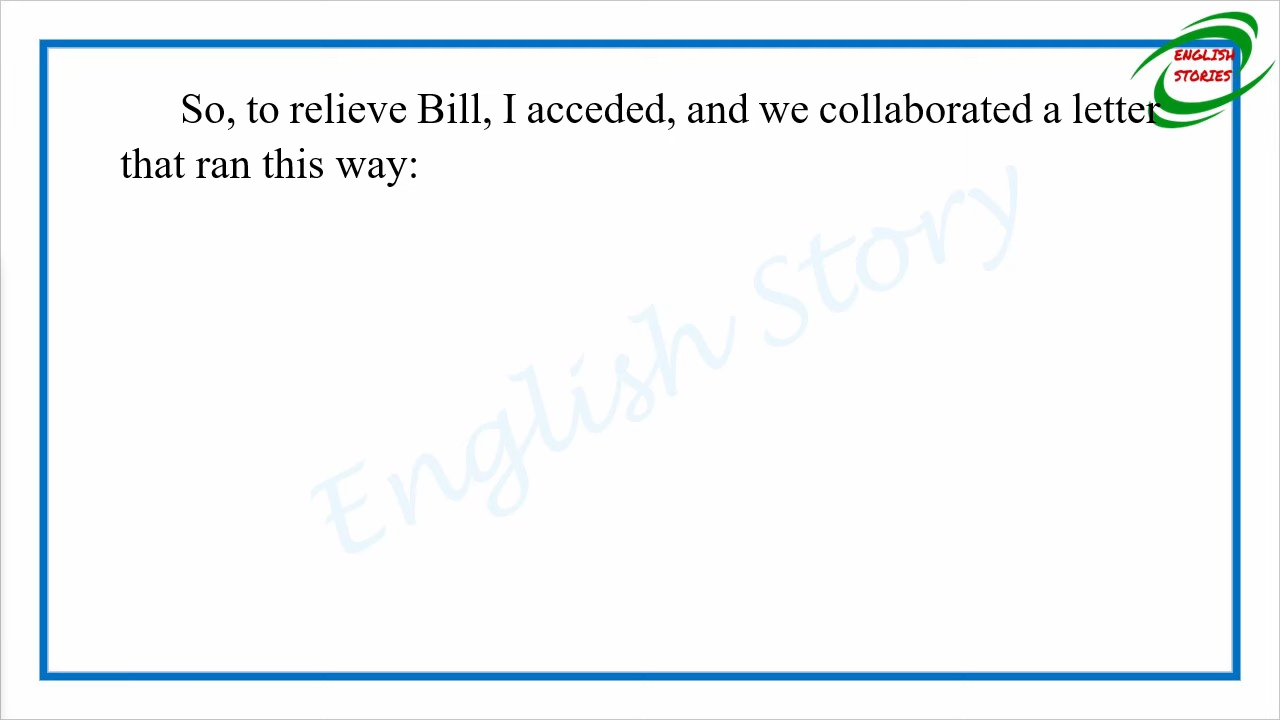 ENGLISH
STORIES
So, to relieve Bill, I acceded, and we collaborated a letter
that ran this way:
English Story